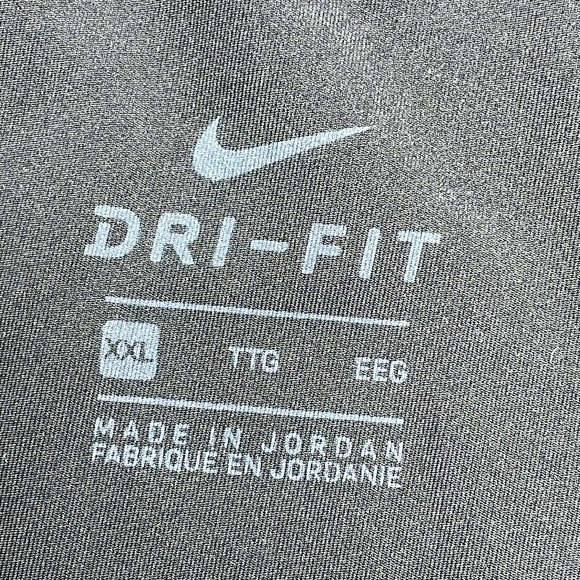 DRI-FIT
XXL TTG EEG
MADE IN JORDAN
FABRIQUE EN JORDANIE